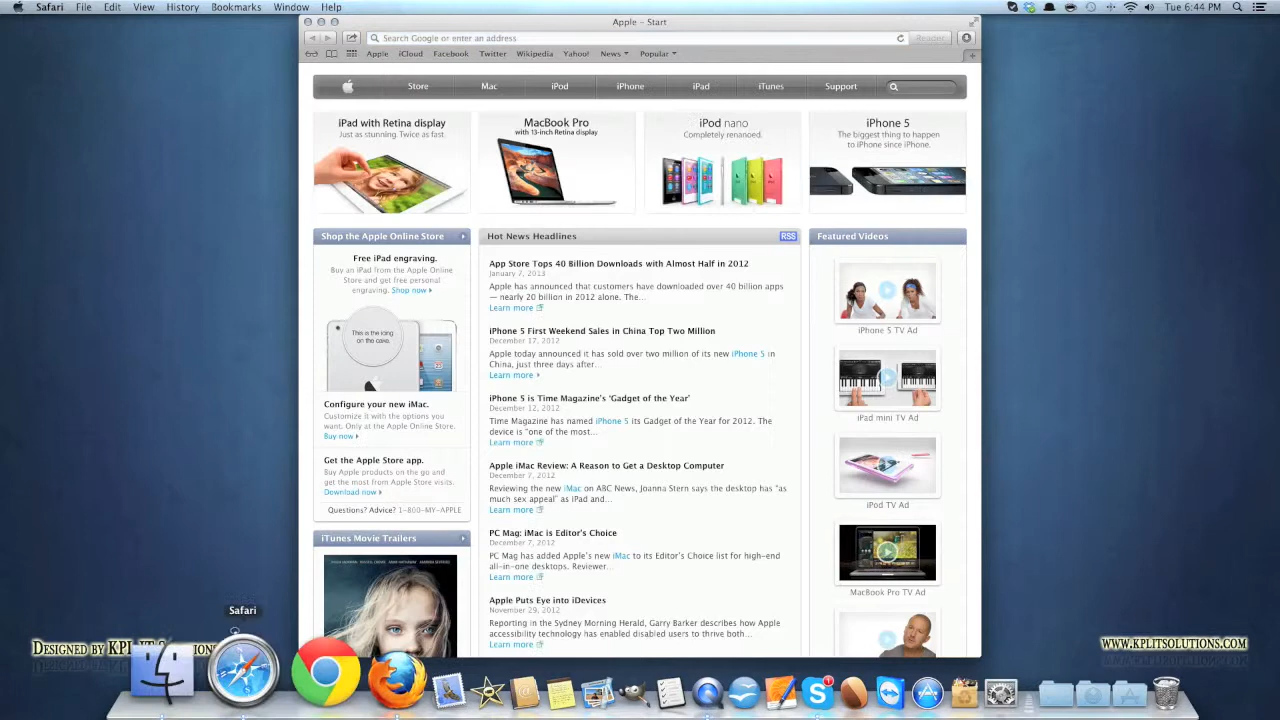 Safari File Edit View History Bookmarks Window Help
Tue 6:44 PM
Apple – Start
Search Google or enter an address
Reader
Apple iCloud Facebook Twitter Wikipedia Yahoo! News Popular
Store Mac iPod iPhone iPad iTunes Support
iPad with Retina display
Just as stunning. Twice as fast.
MacBook Pro
with 13-inch Retina display
iPod nano
Completely renanoed.
iPhone 5
The biggest thing to happen
to iPhone since iPhone.
Shop the Apple Online Store
Free iPad engraving.
Buy an iPad from the Apple Online
Store and get free personal
engraving. Shop now
This is the icing
on the cake.
Configure your new iMac.
Customize it with the options you
want. Only at the Apple Online Store.
Buy now
Get the Apple Store app.
Buy Apple products on the go and
get the most from Apple Store visits.
Download now
Questions? Advice? 1-800-MY-APPLE
iTunes Movie Trailers
Hot News Headlines
RSS
App Store Tops 40 Billion Downloads with Almost Half in 2012
January 7, 2013
Apple has announced that customers have downloaded over 40 billion apps
— nearly 20 billion in 2012 alone. The...
Learn more
iPhone 5 First Weekend Sales in China Top Two Million
December 17, 2012
Apple today announced it has sold over two million of its new iPhone 5 in
China, just three days after...
Learn more
iPhone 5 is Time Magazine's 'Gadget of the Year'
December 12, 2012
Time Magazine has named iPhone 5 its Gadget of the Year for 2012. The
device is "one of the most...
Learn more
Apple iMac Review: A Reason to Get a Desktop Computer
December 7, 2012
Reviewing the new iMac on ABC News, Joanna Stern says the desktop has "as
much sex appeal" as iPad and...
Learn more
PC Mag: iMac is Editor's Choice
December 7, 2012
PC Mag has added Apple's new iMac to its Editor's Choice list for high-end
all-in-one desktops. Reviewer...
Learn more
Apple Puts Eye into iDevices
November 29, 2012
Reporting in the Sydney Morning Herald, Garry Barker describes how Apple
accessibility technology has enabled disabled users to thrive both...
Learn more
Featured Videos
iPhone 5 TV Ad
iPad mini TV Ad
iPod TV Ad
MacBook Pro TV Ad
Safari
DESIGNED BY KPL IT
WWW.KPLITSOLUTIONS.COM
1